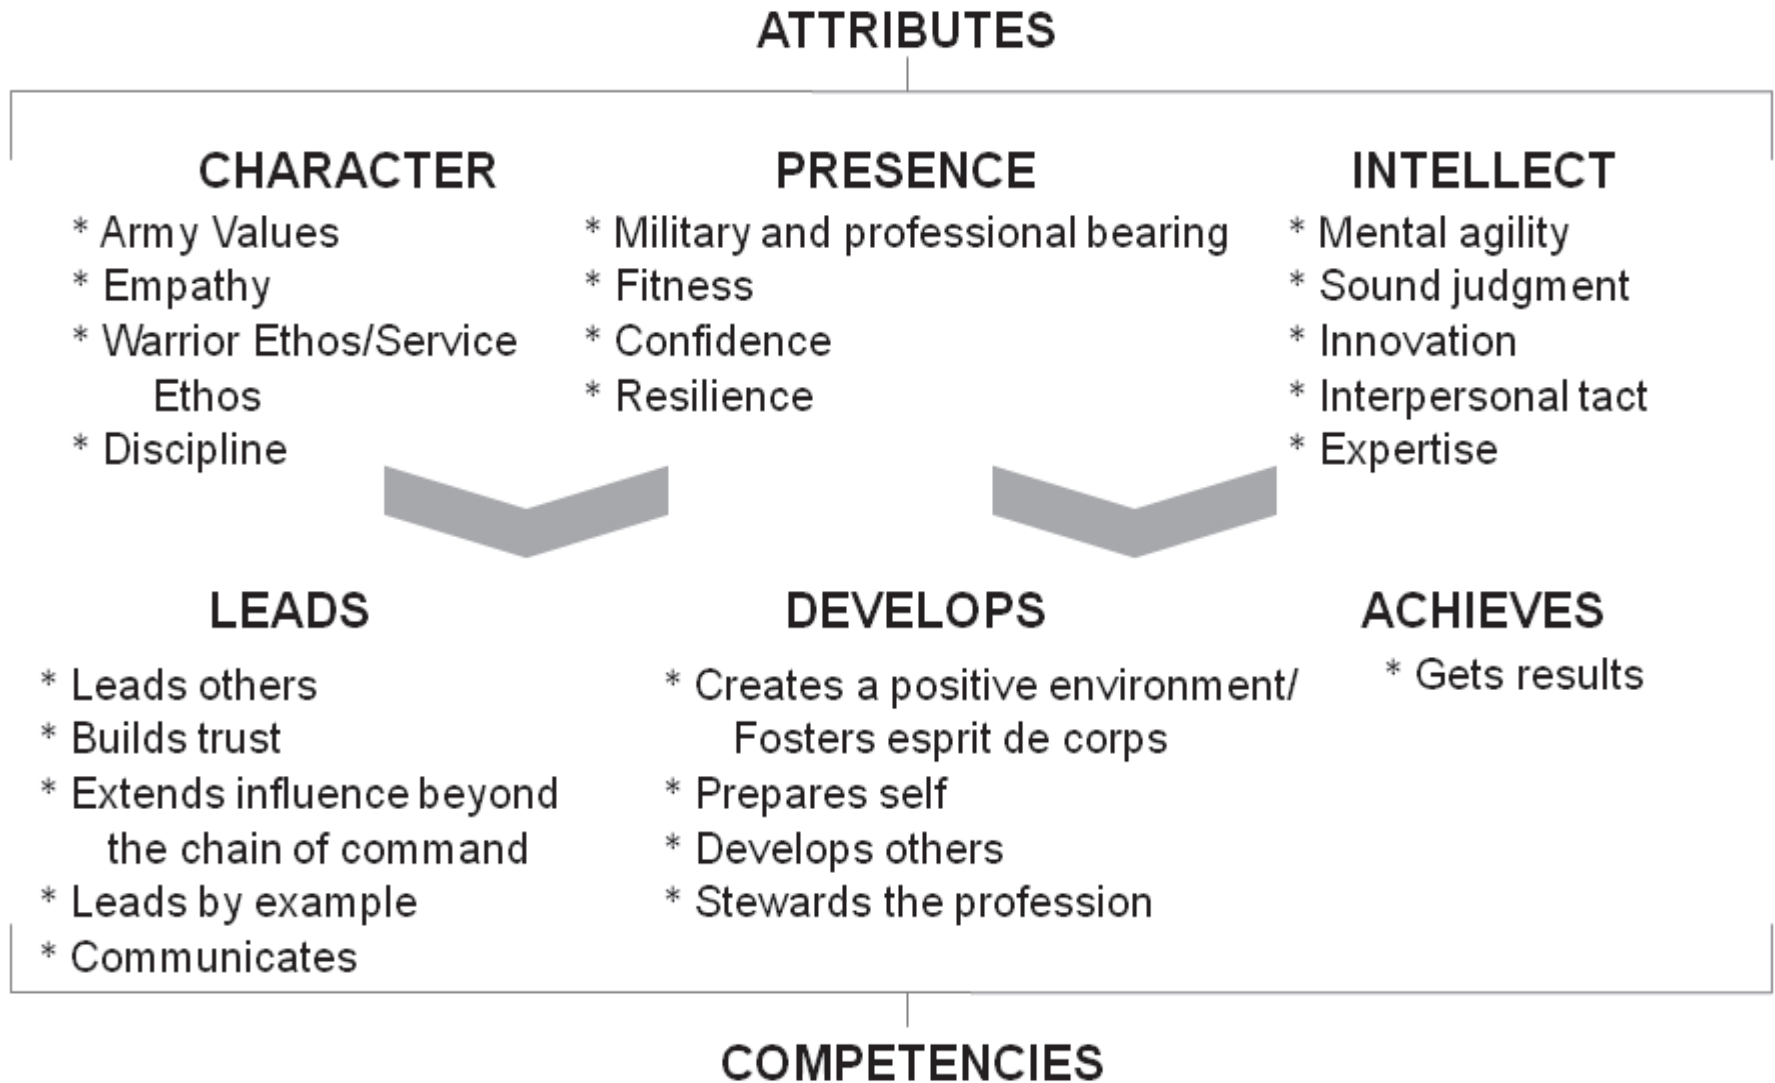 ATTRIBUTES
CHARACTER
* Army Values
* Empathy
* Warrior Ethos/Service
Ethos
* Discipline
PRESENCE
* Military and professional bearing
* Fitness
* Confidence
* Resilience
INTELLECT
* Mental agility
* Sound judgment
* Innovation
* Interpersonal tact
* Expertise
LEADS
* Leads others
* Builds trust
* Extends influence beyond
the chain of command
* Leads by example
* Communicates
DEVELOPS
* Creates a positive environment/
Fosters esprit de corps
* Prepares self
* Develops others
* Stewards the profession
ACHIEVES
* Gets results
COMPETENCIES